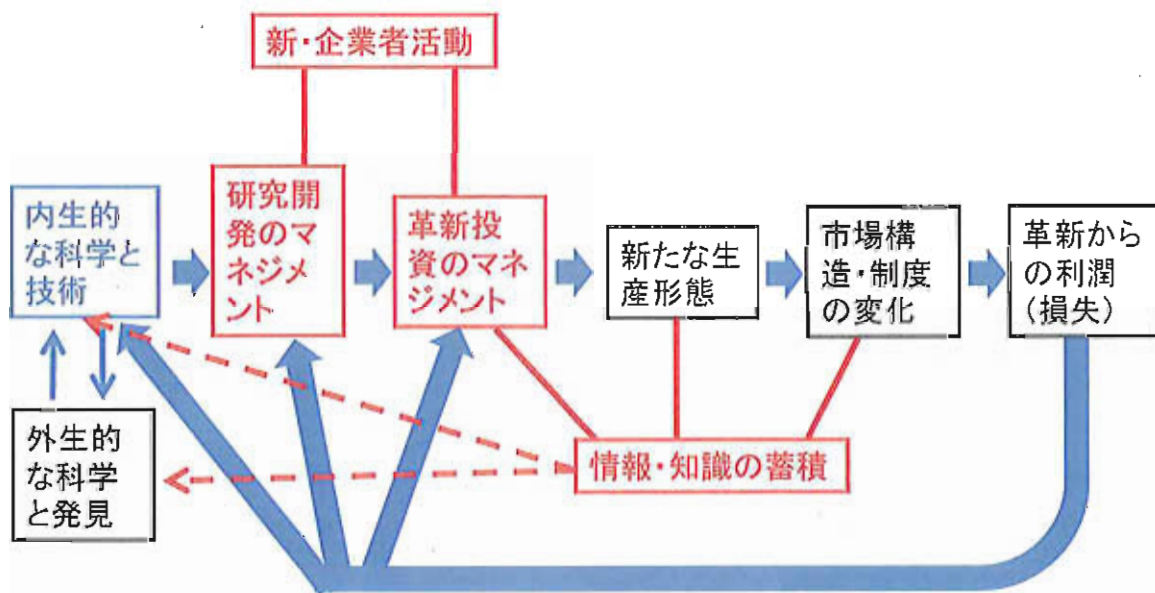 新・企業者活動
内生的
な科学と
技術
研究開
発のマ
ネジメ
ント
革新投
資のマネ
ジメント
新たな生
産形態
市場構
造・制度
の変化
革新から
の利潤
(損失)
外生的
な科学
と発見
情報・知識の蓄積